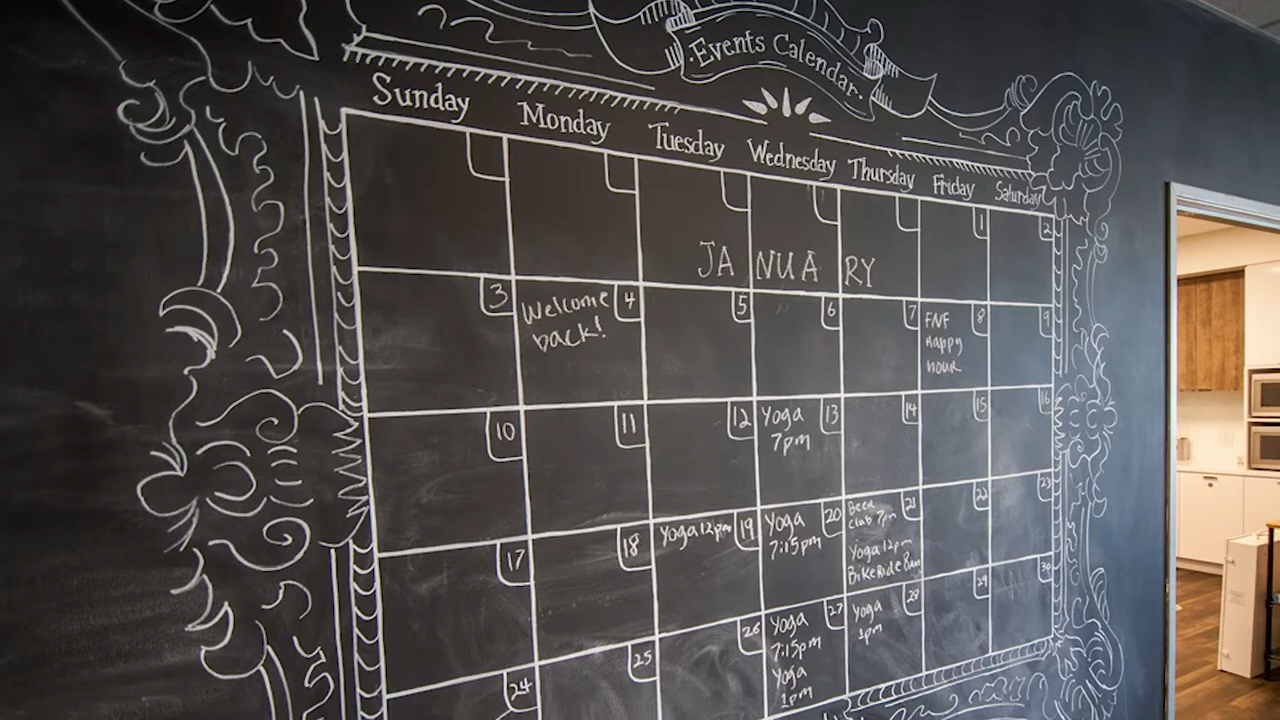 ·Events Calendar·
Sunday Monday Tuesday Wednesday Thursday Friday Saturday
1 2
JANUARY
3 4 5 6 7 8 9
Welcome
back!
FNF
Happy
hour
10 11 12 13 14 15 16
Yoga
7pm
17 18 19 20 21 22 23
Yoga 12pm
Yoga
7:15pm
Beer
club 7pm
Yoga 12pm
Bike Ride 8am
24 25 26 27 28 29 30
Yoga
7:15pm
Yoga
1pm
Yoga
1pm